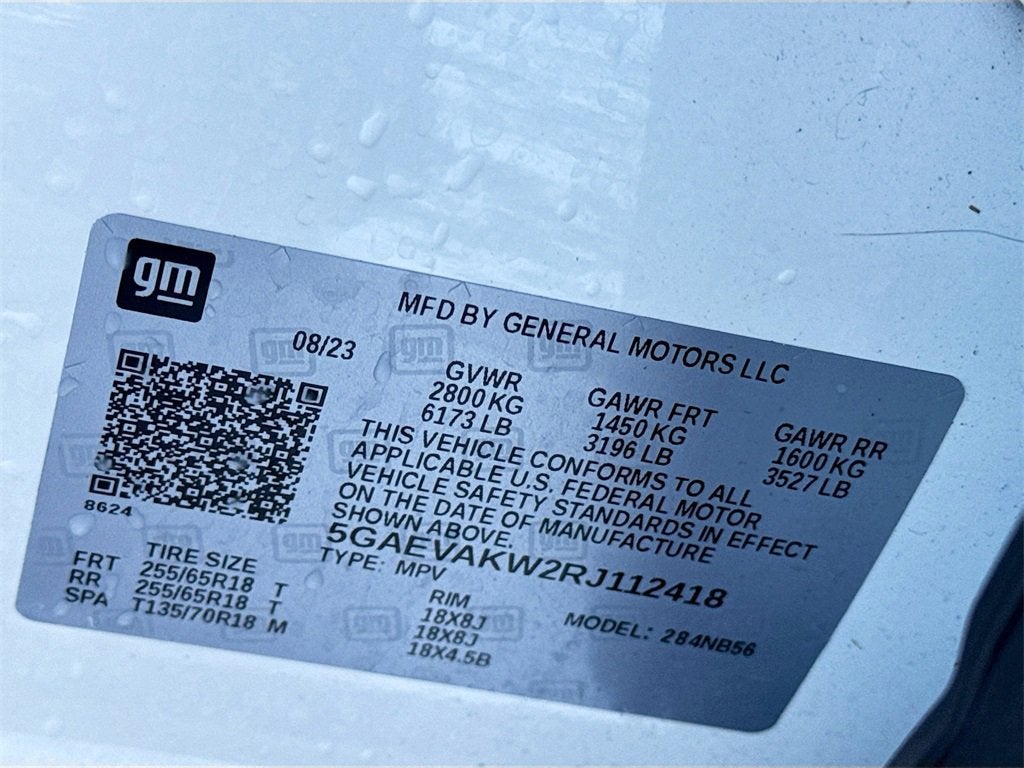 gm
MFD BY GENERAL MOTORS LLC
08/23
GVWR GAWR FRT GAWR RR
2800 KG 1450 KG 1600 KG
6173 LB 3196 LB 3527 LB
THIS VEHICLE CONFORMS TO ALL
APPLICABLE U.S. FEDERAL MOTOR
VEHICLE SAFETY STANDARDS IN EFFECT
ON THE DATE OF MANUFACTURE
SHOWN ABOVE.
8624
5GAEVAKW2RJ112418
TYPE: MPV MODEL: 284NB56
TIRE SIZE RIM
FRT 255/65R18 T 18X8J
RR 255/65R18 T 18X8J
SPA T135/70R18 M 18X4.5B